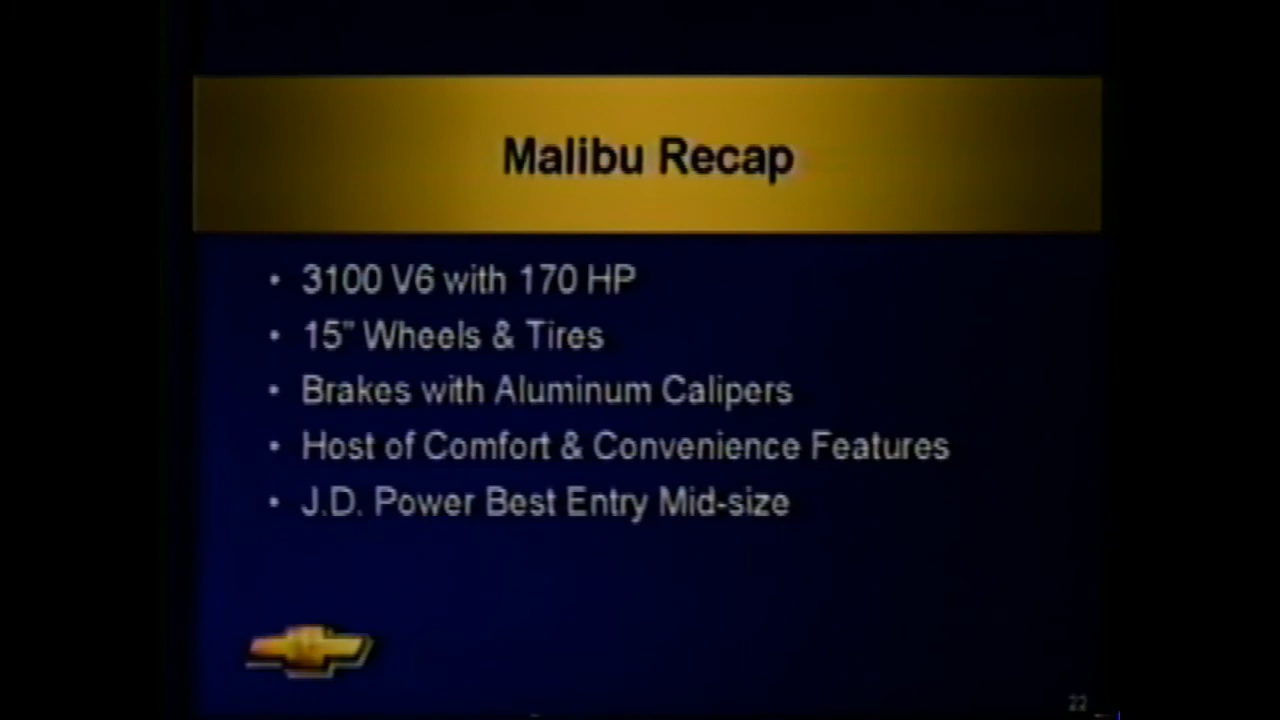 Malibu Recap
• 3100 V6 with 170 HP
• 15” Wheels & Tires
• Brakes with Aluminum Calipers
• Host of Comfort & Convenience Features
• J.D. Power Best Entry Mid-size
22